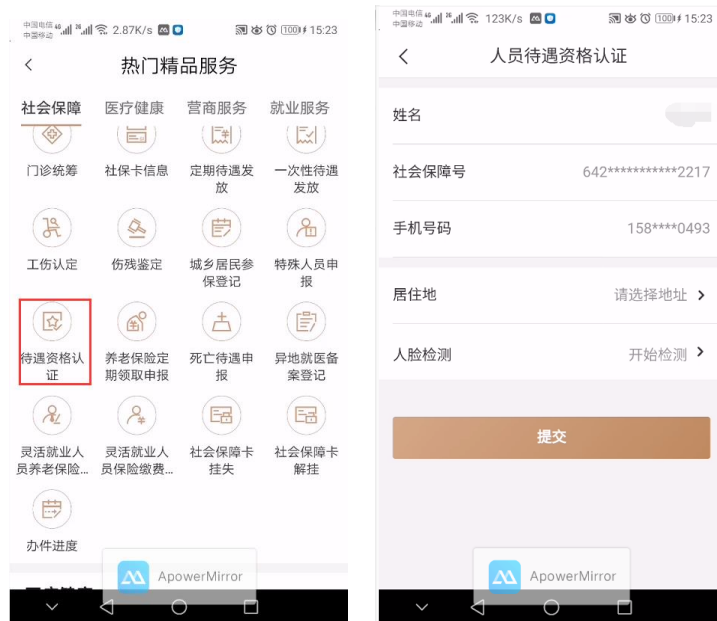 中国电信 46 26 2.87K/s 100 15:23
中国移动
热门精品服务
社会保障 医疗健康 营商服务 就业服务
门诊统筹 社保卡信息 定期待遇发 一次性待遇
放 发放
工伤认定 伤残鉴定 城乡居民参 特殊人员申
保登记 报
待遇资格认 养老保险定 死亡待遇申 异地就医备
证 期领取申报 报 案登记
灵活就业人 灵活就业人 社会保障卡 社会保障卡
员养老保险... 员保险缴费... 挂失 解挂
办件进度
ApowerMirror
中国电信 46 26 123K/s 100 15:23
中国移动
人员待遇资格认证
姓名
社会保障号 642***********2217
手机号码 158****0493
居住地 请选择地址
人脸检测 开始检测
提交
ApowerMirror